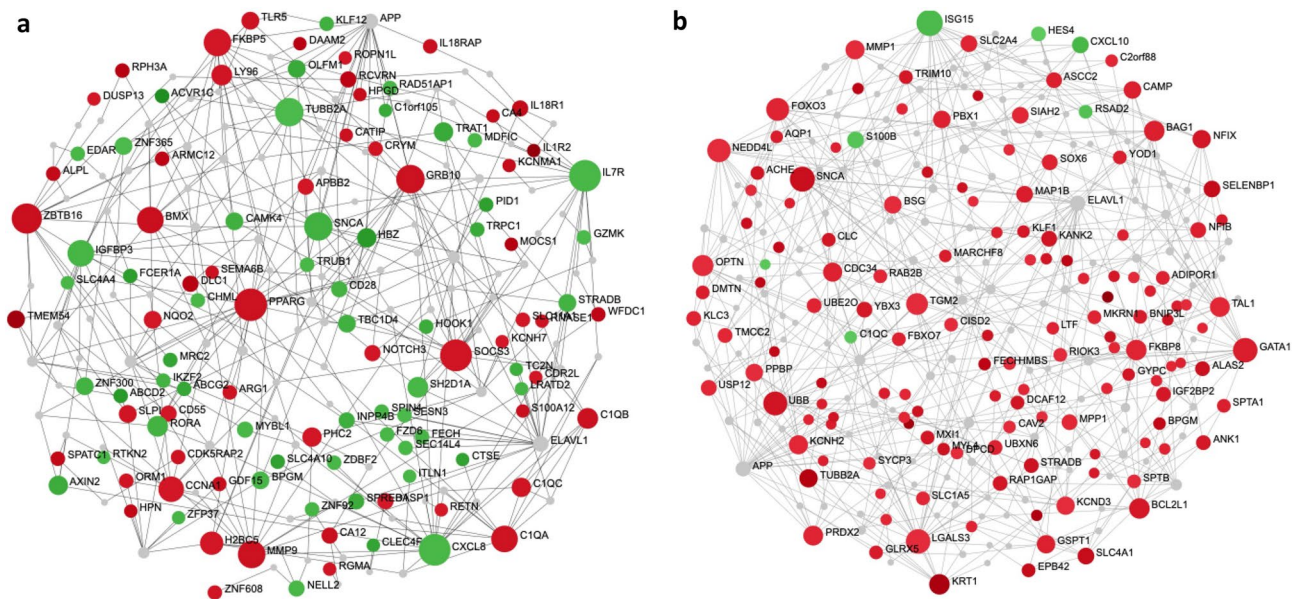 a
TLR5
KLF12
APP
FKBP5
DAAM2
ROPN1L
IL18RAP
RPH3A
LY96
OLFM1
RCVRN
HPGD
RAD51AP1
DUSP13
ACVR1C
TUBB2A
C1orf105
CA4
IL18R1
ZNF365
CATIP
TRAT1
MDFIC
EDAR
ARMC12
CRYM
IL1R2
KCNMA1
ALPL
APBB2
GRB10
IL7R
ZBTB16
BMX
CAMK4
SNCA
HBZ
PID1
TRPC1
GZMK
IGFBP3
MOCS1
SLC4A4
FCER1A
SEMA6B
DLC1
TRUB1
CHML
PPARG
CD28
STRADB
TMEM54
NQO2
TBC1D4
HOOK1
RNASE1
WFDC1
KCNH7
NOTCH3
SOCS3
MRC2
TC2N
CDR2L
ZNF300
IKZF2
ABCG2
ABCD2
ARG1
SH2D1A
LRATD2
SLPI
CD55
INPP4B
SESN3
S100A12
C1QB
RORA
MYBL1
PHC2
FZD6
FECH
ELAVL1
SEC14L4
SPATC1
RTKN2
CDK5RAP2
SLC4A10
ZDBF2
CTSE
AXIN2
ORM1
CCNA1
GDF15
BPGM
ITLN1
HPN
ZFP37
ZNF92
RETN
C1QC
H2BC5
CA12
CLEC4F
C1QA
MMP9
CXCL8
RGMA
ZNF608
NELL2
b
ISG15
HES4
MMP1
SLC2A4
CXCL10
C2orf88
TRIM10
ASCC2
CAMP
FOXO3
PBX1
SIAH2
RSAD2
AQP1
S100B
BAG1
NFIX
NEDD4L
ACHE
SNCA
SOX6
YOD1
MAP1B
SELENBP1
BSG
ELAVL1
CLC
KLF1
KANK2
NFIB
OPTN
CDC34
RAB2B
MARCHF8
ADIPOR1
DMTN
KLC3
UBE2O
YBX3
TGM2
CISD2
LTF
MKRN1
BNIP3L
TAL1
TMCC2
C1QC
FBXO7
RIOK3
FKBP8
GATA1
USP12
PPBP
FECH
HMBS
GYPC
ALAS2
IGF2BP2
UBB
DCAF12
SPTA1
KCNH2
CAV2
MPP1
BPGM
MXI1
UBXN6
ANK1
APP
TUBB2A
SYCP3
STRADB
SPTB
SLC1A5
RAP1GAP
KCND3
BCL2L1
PRDX2
LGALS3
GLRX5
GSPT1
SLC4A1
KRT1
EPB42